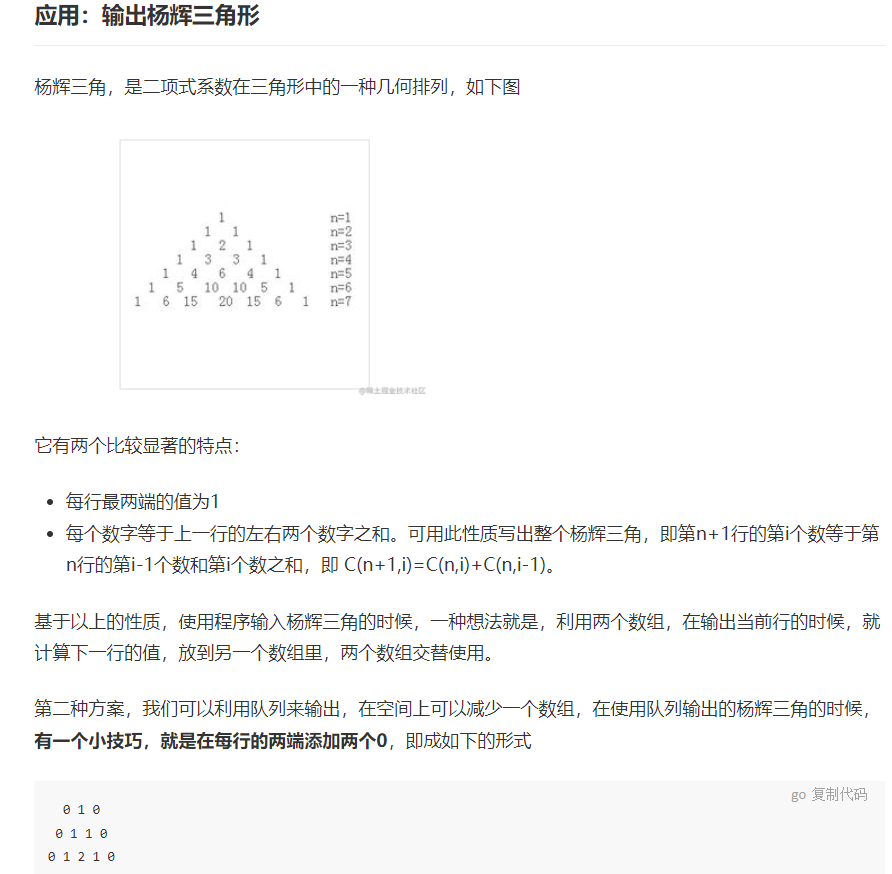 应用：输出杨辉三角形
杨辉三角，是二项式系数在三角形中的一种几何排列，如下图
1 n=1
1 1 n=2
1 2 1 n=3
1 3 3 1 n=4
1 4 6 4 1 n=5
1 5 10 10 5 1 n=6
1 6 15 20 15 6 1 n=7
@稀土掘金技术社区
它有两个比较显著的特点：
• 每行最两端的值为1
• 每个数字等于上一行的左右两个数字之和。可用此性质写出整个杨辉三角，即第n+1行的第i个数等于第
n行的第i-1个数和第i个数之和，即 C(n+1,i)=C(n,i)+C(n,i-1)。
基于以上的性质，使用程序输入杨辉三角的时候，一种想法就是，利用两个数组，在输出当前行的时候，就
计算下一行的值，放到另一个数组里，两个数组交替使用。
第二种方案，我们可以利用队列来输出，在空间上可以减少一个数组，在使用队列输出的杨辉三角的时候，
有一个小技巧，就是在每行的两端添加两个0，即成如下的形式
go 复制代码
0 1 0
0 1 1 0
0 1 2 1 0